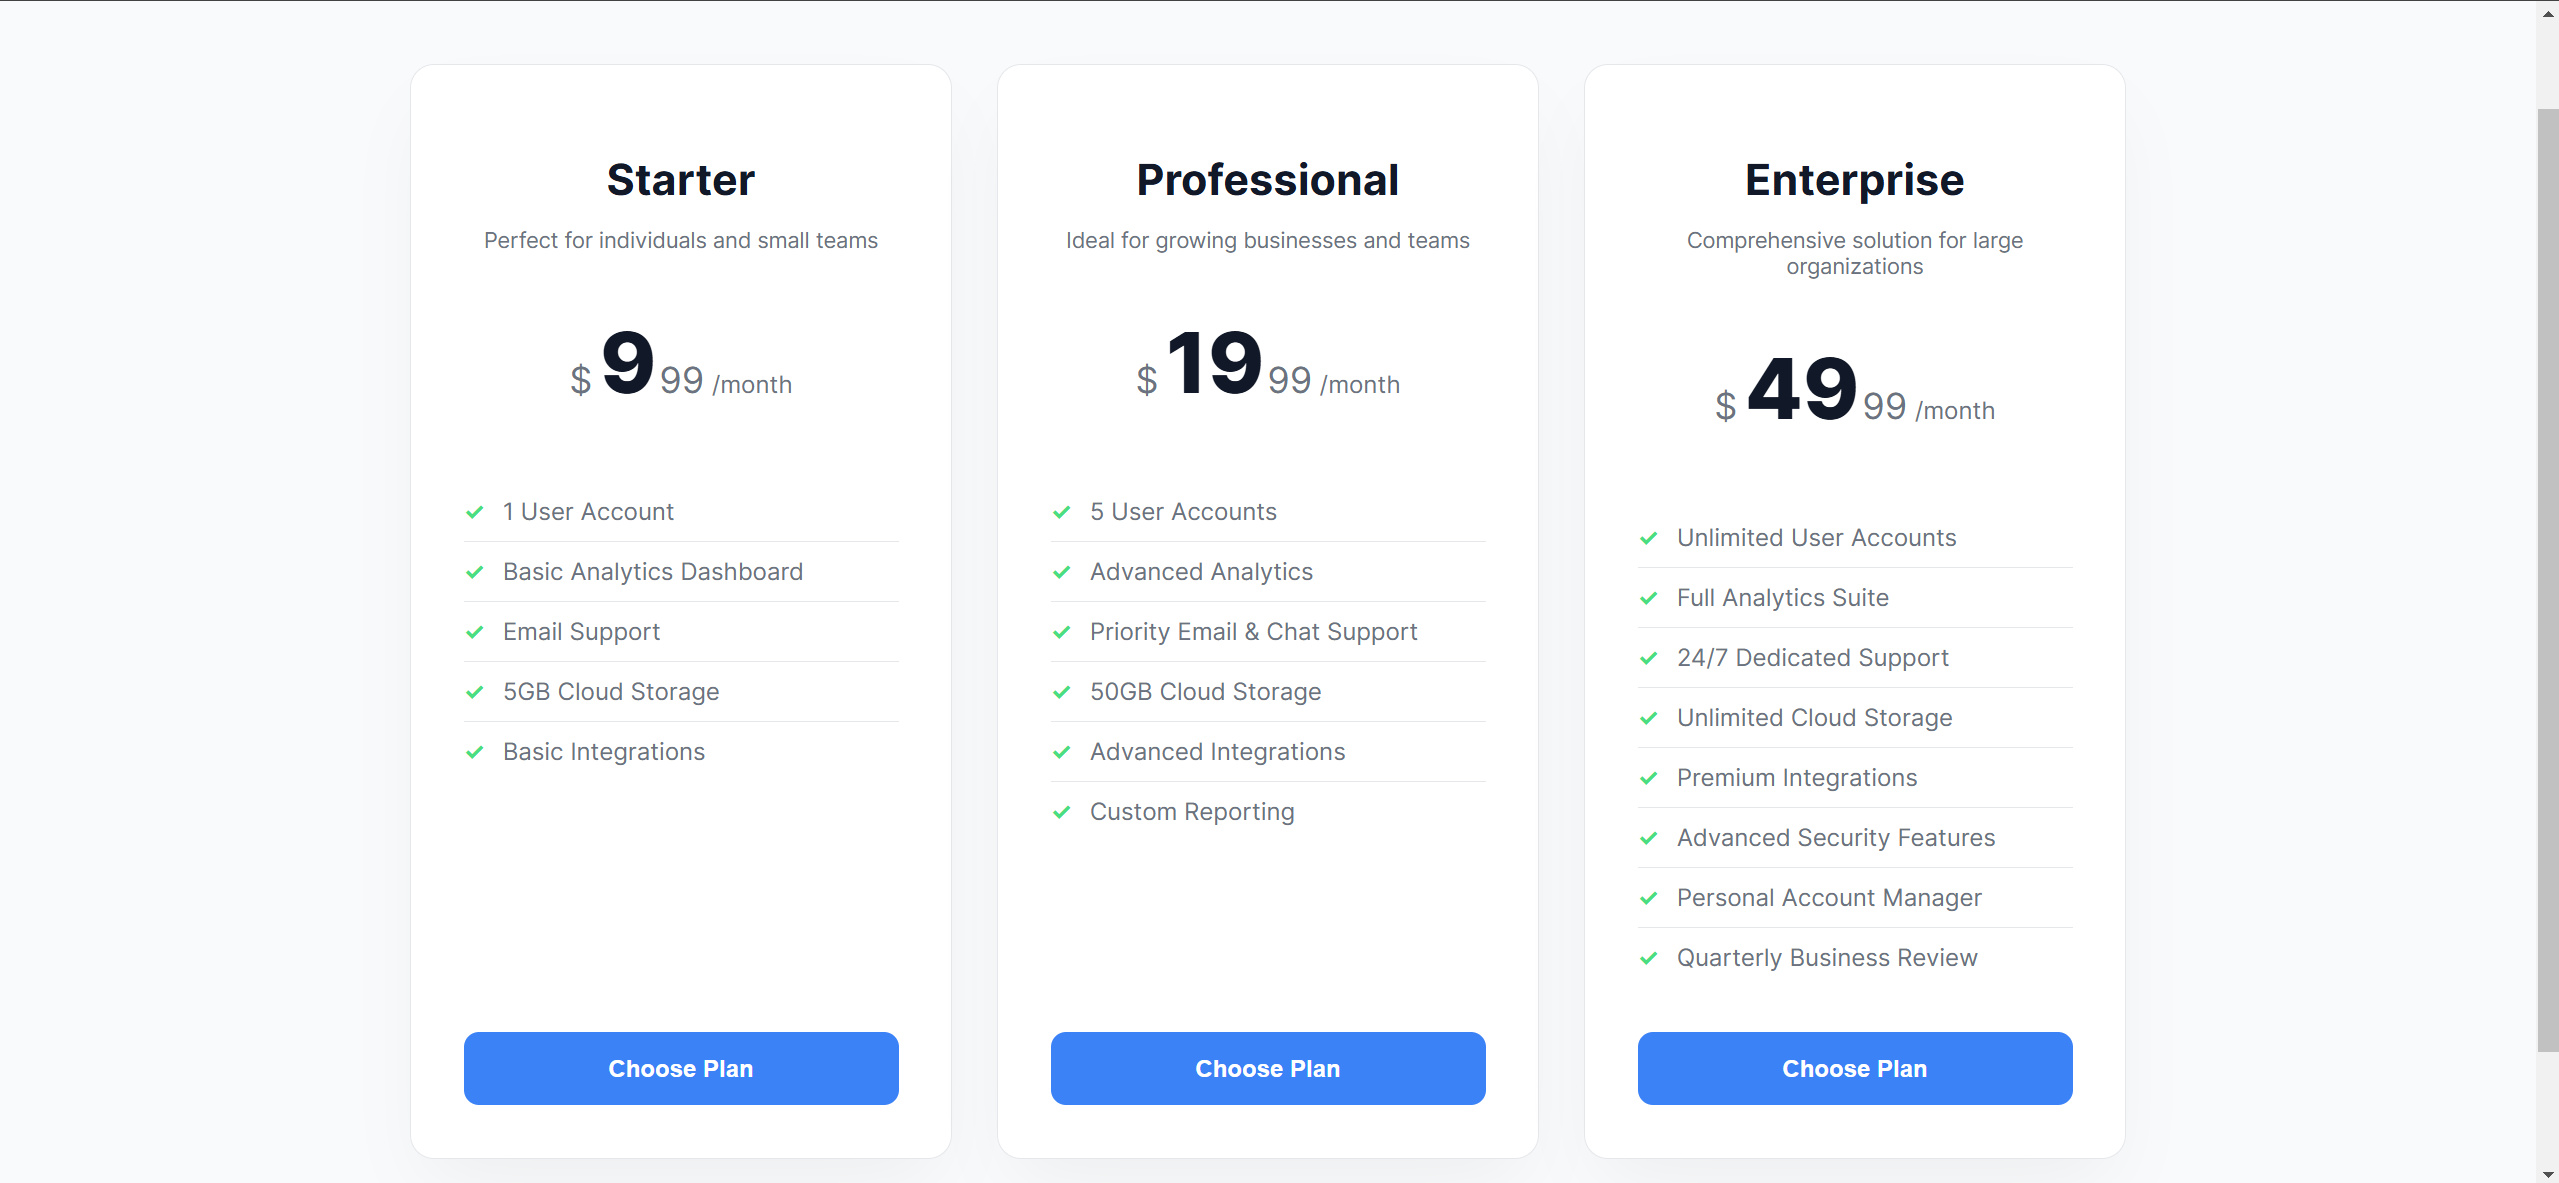 Starter
Perfect for individuals and small teams
$ 9 99 /month
1 User Account
Basic Analytics Dashboard
Email Support
5GB Cloud Storage
Basic Integrations
Choose Plan
Professional
Ideal for growing businesses and teams
$ 19 99 /month
5 User Accounts
Advanced Analytics
Priority Email & Chat Support
50GB Cloud Storage
Advanced Integrations
Custom Reporting
Choose Plan
Enterprise
Comprehensive solution for large
organizations
$ 49 99 /month
Unlimited User Accounts
Full Analytics Suite
24/7 Dedicated Support
Unlimited Cloud Storage
Premium Integrations
Advanced Security Features
Personal Account Manager
Quarterly Business Review
Choose Plan